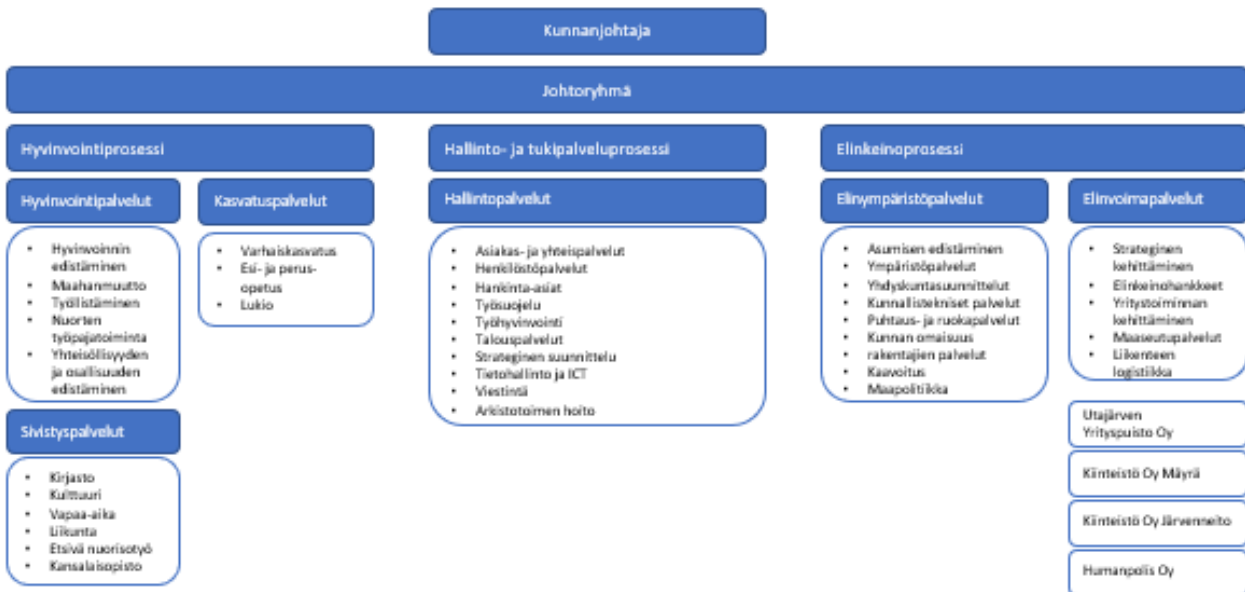 Kunnanjohtaja
Johtoryhmä
Hyvinvointiprosessi
Hyvinvointipalvelut
• Hyvinvoinnin
edistäminen
• Maahanmuutto
• Työllistäminen
• Nuorten
työpajatoiminta
• Yhteisöllisyyden
ja osallisuuden
edistäminen
Sivistyspalvelut
• Kirjasto
• Kulttuuri
• Vapaa-aika
• Liikunta
• Etsivä nuorisotyö
• Kansalaisopisto
Kasvatuspalvelut
• Varhaiskasvatus
• Esi- ja perus-
opetus
• Lukio
Hallinto- ja tukipalveluprosessi
Hallintopalvelut
• Asiakas- ja yhteispalvelut
• Henkilöstöpalvelut
• Hankinta-asiat
• Työsuojelu
• Työhyvinvointi
• Talouspalvelut
• Strateginen suunnittelu
• Tietohallinto ja ICT
• Viestintä
• Arkistotoimen hoito
Elinkeinoprosessi
Elinympäristöpalvelut
• Asumisen edistäminen
• Ympäristöpalvelut
• Yhdyskuntasuunnittelut
• Kunnallistekniset palvelut
• Puhtaus- ja ruokapalvelut
• Kunnan omaisuus
• rakentajien palvelut
• Kaavoitus
• Maapolitiikka
Elinvoimapalvelut
• Strateginen
kehittäminen
• Elinkeinohankkeet
• Yritystoiminnan
kehittäminen
• Maaseutupalvelut
• Liikenteen
logistiikka
Utajärven
Yrityspuisto Oy
Kiinteistö Oy Mäyrä
Kiinteistö Oy Järvenneito
Humanpolis Oy